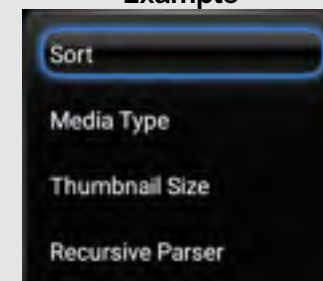 Example
Sort
Media Type
Thumbnail Size
Recursive Parser